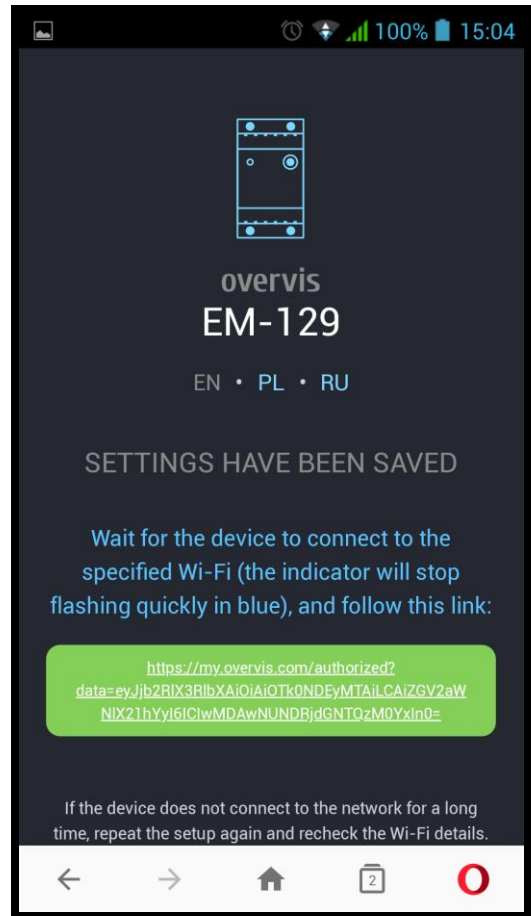 100% 15:04
overvis
EM-129
EN • PL • RU
SETTINGS HAVE BEEN SAVED
Wait for the device to connect to the
specified Wi-Fi (the indicator will stop
flashing quickly in blue), and follow this link:
https://my.overvis.com/authorized?
data=eyJjb2RlX3RlbXAiOiAiOTk0NDEyMTAiLCAiZGV2aW
NlX21hYyI6ICIwMDAwNUNDRjdGNTQzM0YxIn0=
If the device does not connect to the network for a long
time, repeat the setup again and recheck the Wi-Fi details.
2